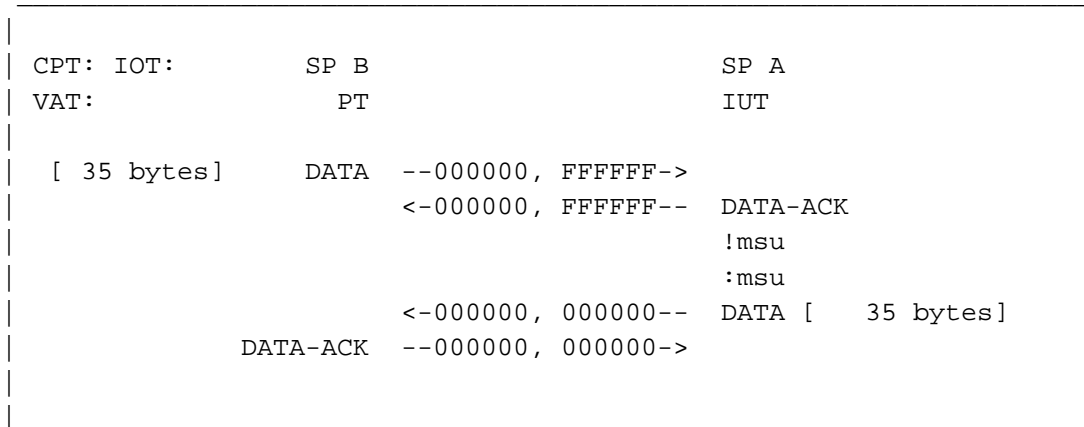 CPT: IOT: SP B SP A
VAT: PT IUT
[ 35 bytes] DATA --000000, FFFFFF->
<-000000, FFFFFF-- DATA-ACK
!msu
:msu
<-000000, 000000-- DATA [ 35 bytes]
DATA-ACK --000000, 000000->